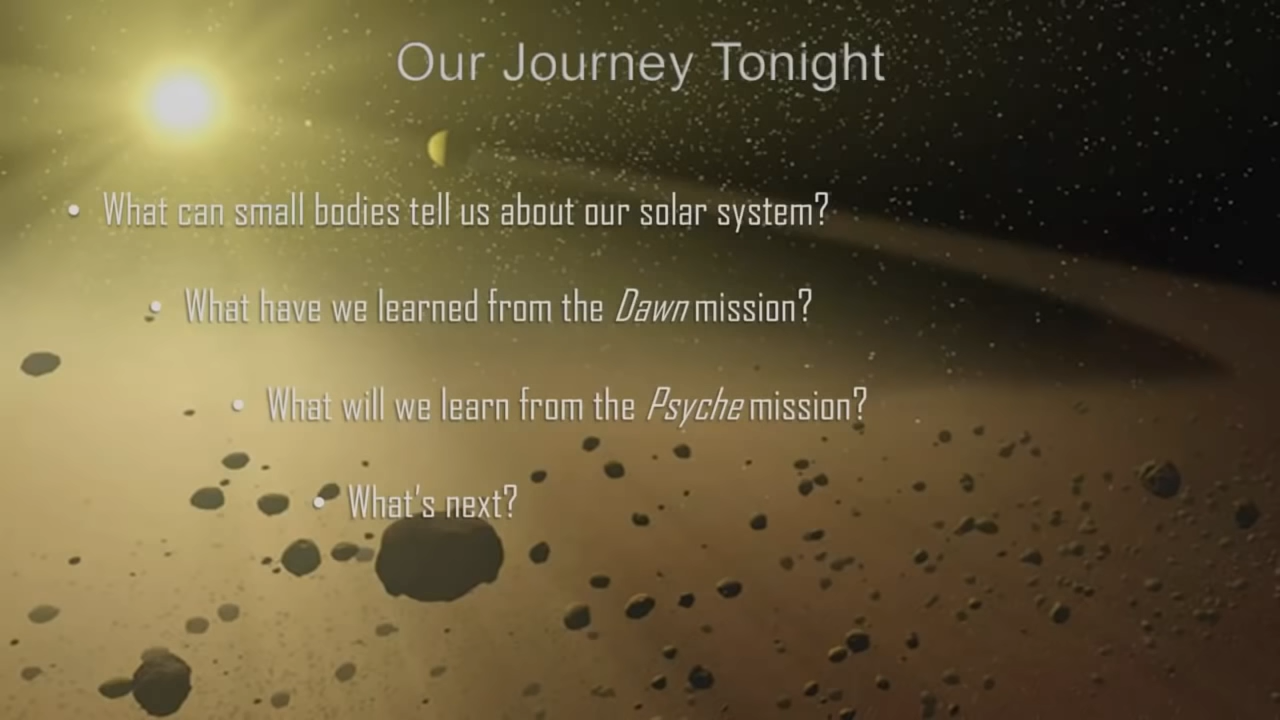 Our Journey Tonight
• What can small bodies tell us about our solar system?
• What have we learned from the Dawn mission?
• What will we learn from the Psyche mission?
• What's next?